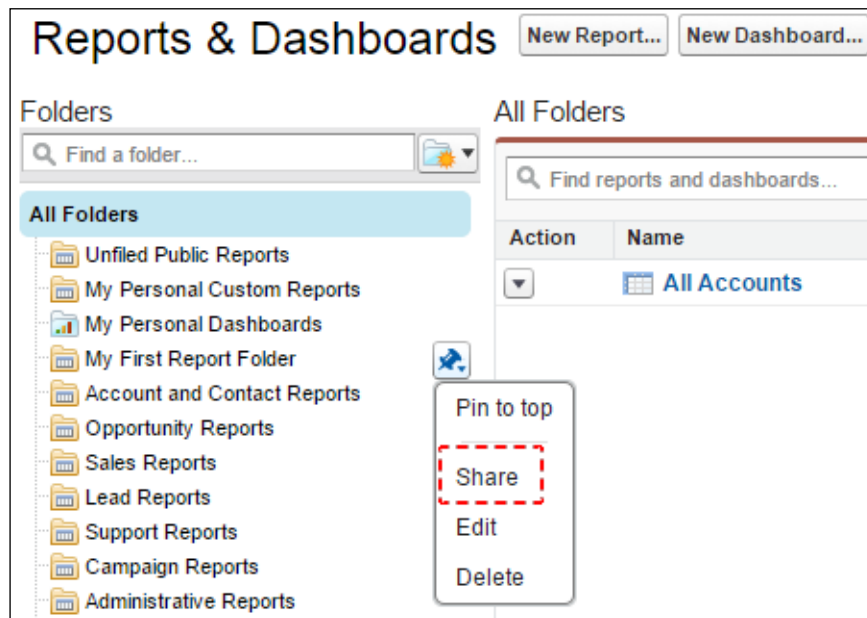 Reports & Dashboards
New Report...
New Dashboard...
Folders
Find a folder...
All Folders
Unfiled Public Reports
My Personal Custom Reports
My Personal Dashboards
My First Report Folder
Account and Contact Reports
Opportunity Reports
Sales Reports
Lead Reports
Support Reports
Campaign Reports
Administrative Reports
Pin to top
Share
Edit
Delete
All Folders
Find reports and dashboards...
Action Name
All Accounts